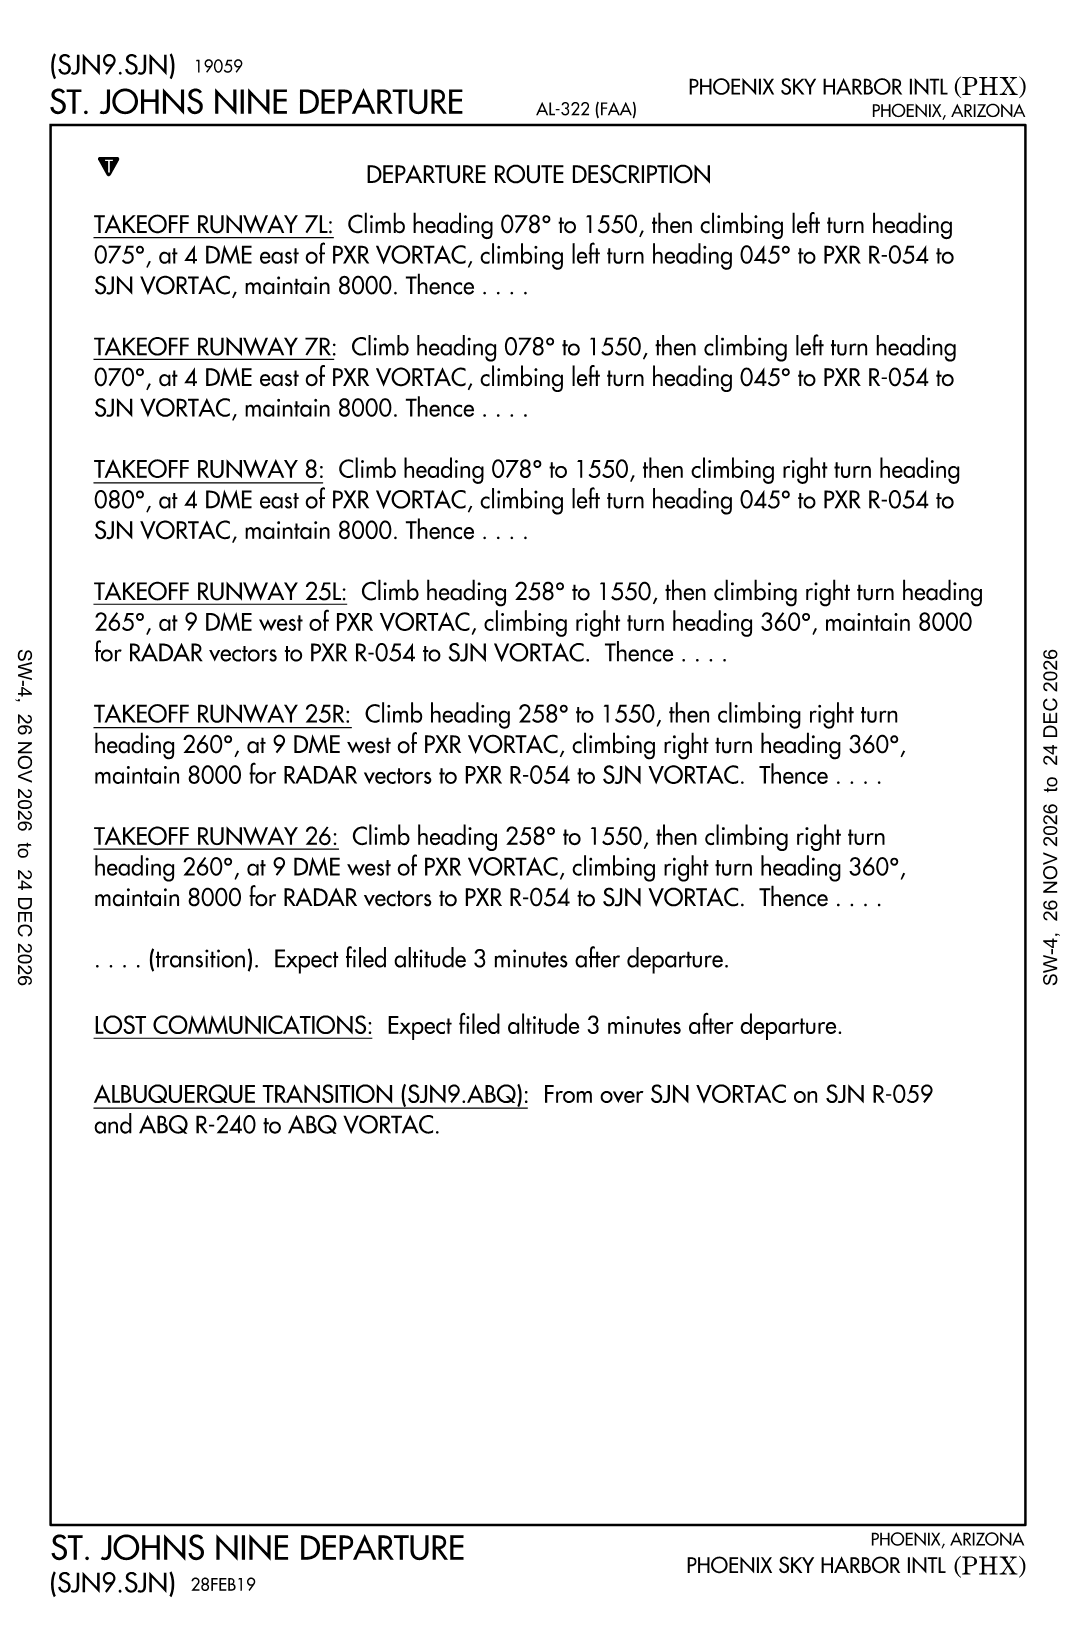 (SJN9.SJN) 19059
ST. JOHNS NINE DEPARTURE
AL-322 (FAA)
PHOENIX SKY HARBOR INTL (PHX)
PHOENIX, ARIZONA
T
DEPARTURE ROUTE DESCRIPTION
TAKEOFF RUNWAY 7L: Climb heading 078° to 1550, then climbing left turn heading
075°, at 4 DME east of PXR VORTAC, climbing left turn heading 045° to PXR R-054 to
SJN VORTAC, maintain 8000. Thence . . . .
TAKEOFF RUNWAY 7R: Climb heading 078° to 1550, then climbing left turn heading
070°, at 4 DME east of PXR VORTAC, climbing left turn heading 045° to PXR R-054 to
SJN VORTAC, maintain 8000. Thence . . . .
TAKEOFF RUNWAY 8: Climb heading 078° to 1550, then climbing right turn heading
080°, at 4 DME east of PXR VORTAC, climbing left turn heading 045° to PXR R-054 to
SJN VORTAC, maintain 8000. Thence . . . .
TAKEOFF RUNWAY 25L: Climb heading 258° to 1550, then climbing right turn heading
265°, at 9 DME west of PXR VORTAC, climbing right turn heading 360°, maintain 8000
for RADAR vectors to PXR R-054 to SJN VORTAC. Thence . . . .
TAKEOFF RUNWAY 25R: Climb heading 258° to 1550, then climbing right turn
heading 260°, at 9 DME west of PXR VORTAC, climbing right turn heading 360°,
maintain 8000 for RADAR vectors to PXR R-054 to SJN VORTAC. Thence . . . .
TAKEOFF RUNWAY 26: Climb heading 258° to 1550, then climbing right turn
heading 260°, at 9 DME west of PXR VORTAC, climbing right turn heading 360°,
maintain 8000 for RADAR vectors to PXR R-054 to SJN VORTAC. Thence . . . .
. . . . (transition). Expect filed altitude 3 minutes after departure.
LOST COMMUNICATIONS: Expect filed altitude 3 minutes after departure.
ALBUQUERQUE TRANSITION (SJN9.ABQ): From over SJN VORTAC on SJN R-059
and ABQ R-240 to ABQ VORTAC.
SW-4, 26 NOV 2026 to 24 DEC 2026
SW-4, 26 NOV 2026 to 24 DEC 2026
ST. JOHNS NINE DEPARTURE
(SJN9.SJN) 28FEB19
PHOENIX, ARIZONA
PHOENIX SKY HARBOR INTL (PHX)